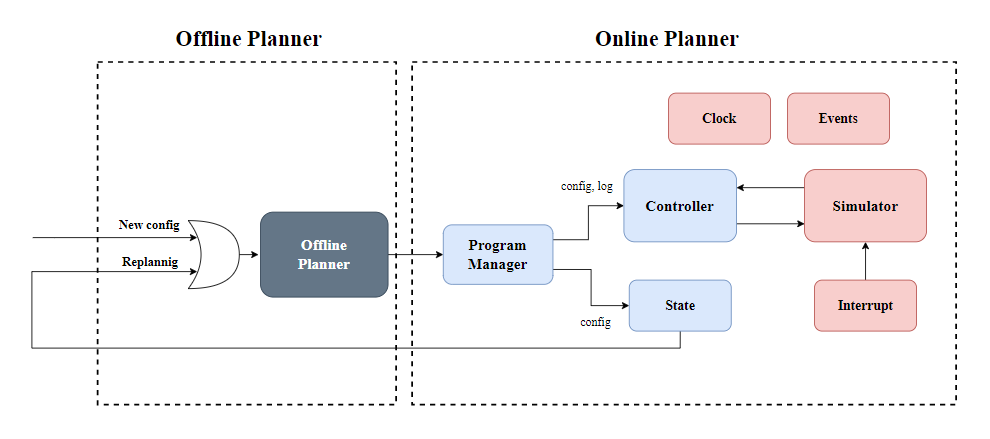 Offline Planner
Online Planner
Clock
Events
config, log
Controller
Simulator
New config
Replannig
Offline
Planner
Program
Manager
State
Interrupt
config